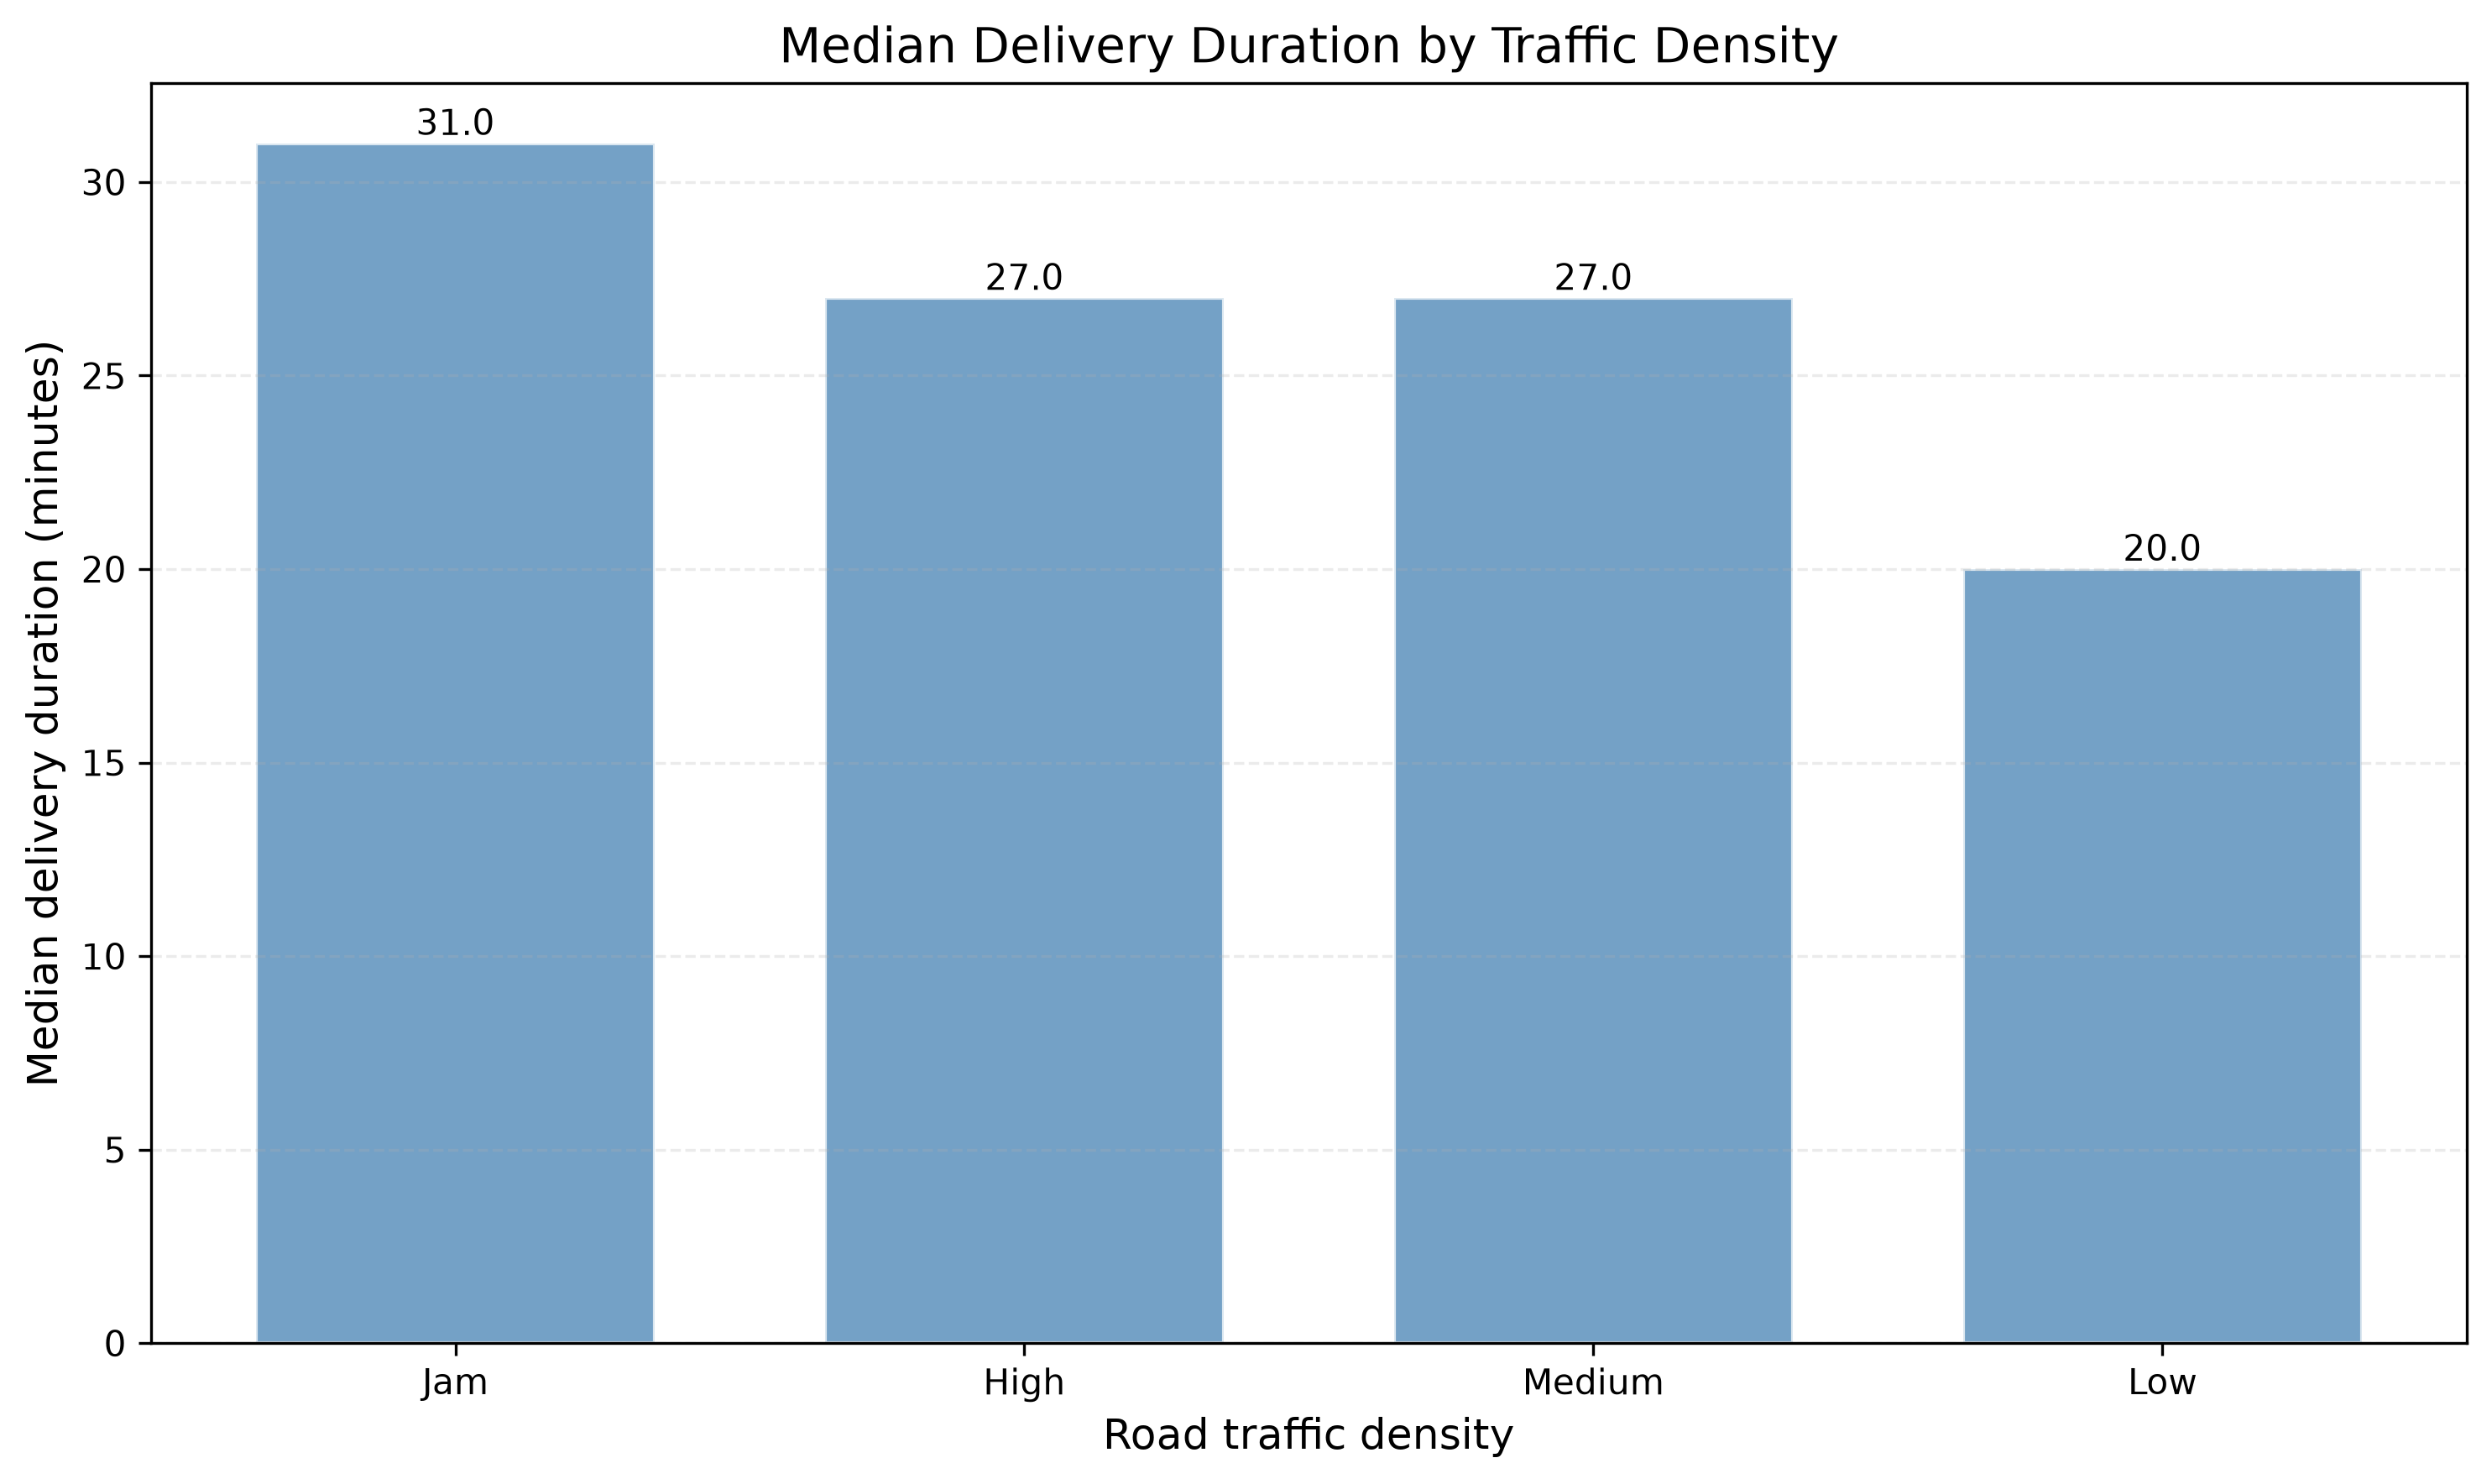 Median Delivery Duration by Traffic Density
Median delivery duration (minutes)
30
25
20
15
10
5
0
31.0
27.0
27.0
20.0
Jam
High
Medium
Low
Road traffic density